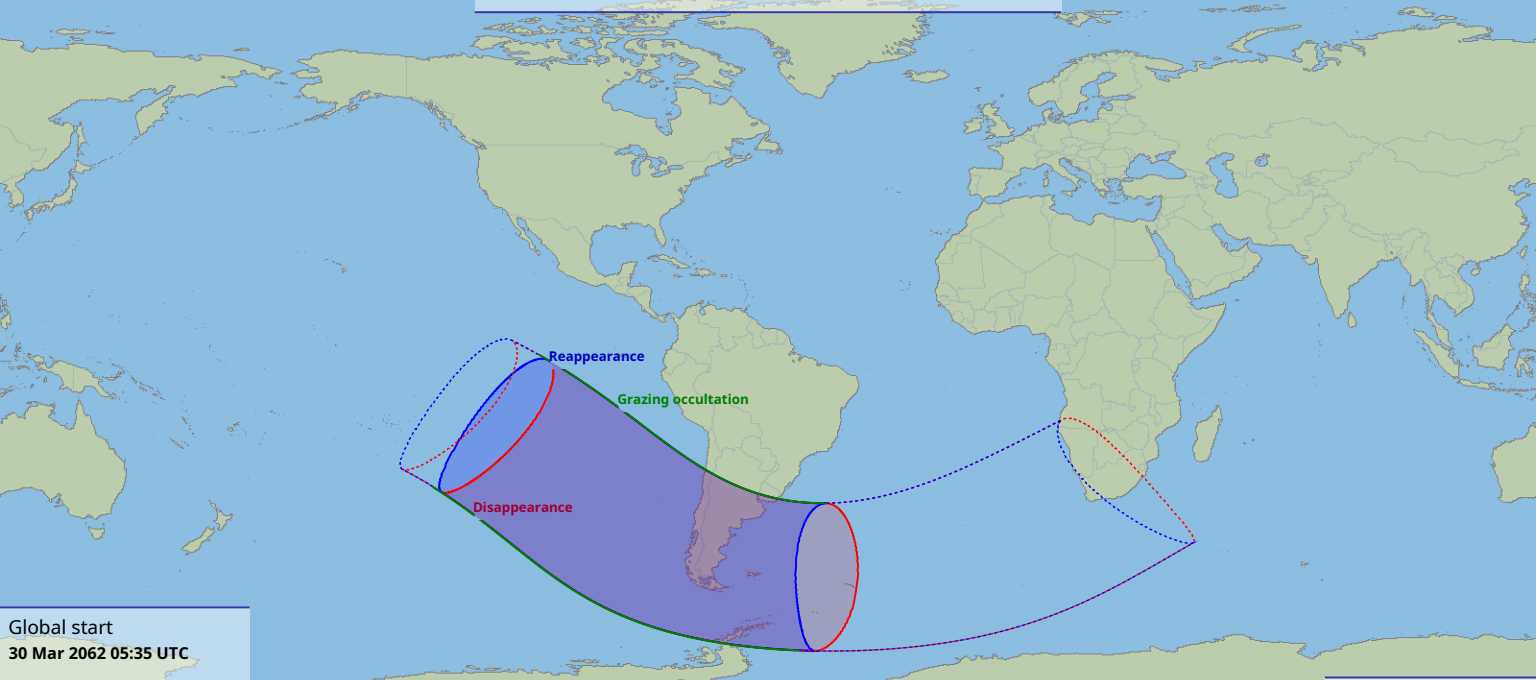 Reappearance
Grazing occultation
Disappearance
Global start
30 Mar 2062 05:35 UTC